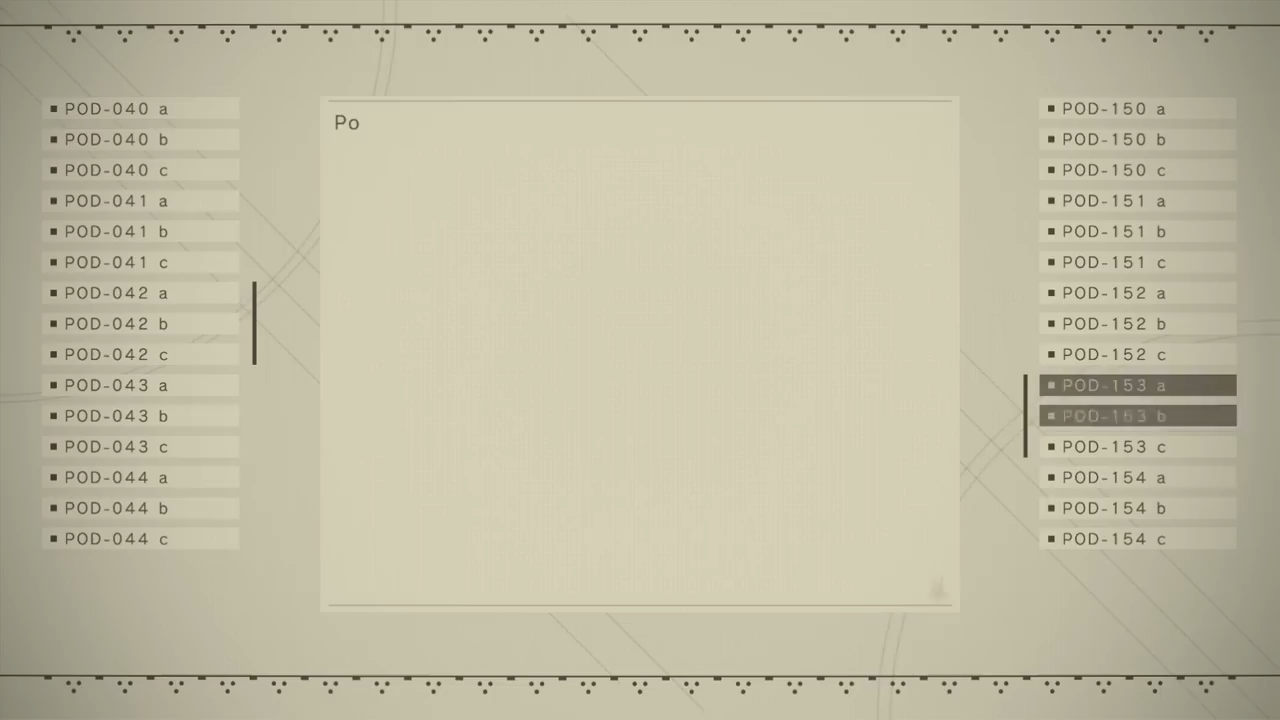 POD-040 a
POD-040 b
POD-040 c
POD-041 a
POD-041 b
POD-041 c
POD-042 a
POD-042 b
POD-042 c
POD-043 a
POD-043 b
POD-043 c
POD-044 a
POD-044 b
POD-044 c
Po
POD-150 a
POD-150 b
POD-150 c
POD-151 a
POD-151 b
POD-151 c
POD-152 a
POD-152 b
POD-152 c
POD-153 a
POD-153 b
POD-153 c
POD-154 a
POD-154 b
POD-154 c